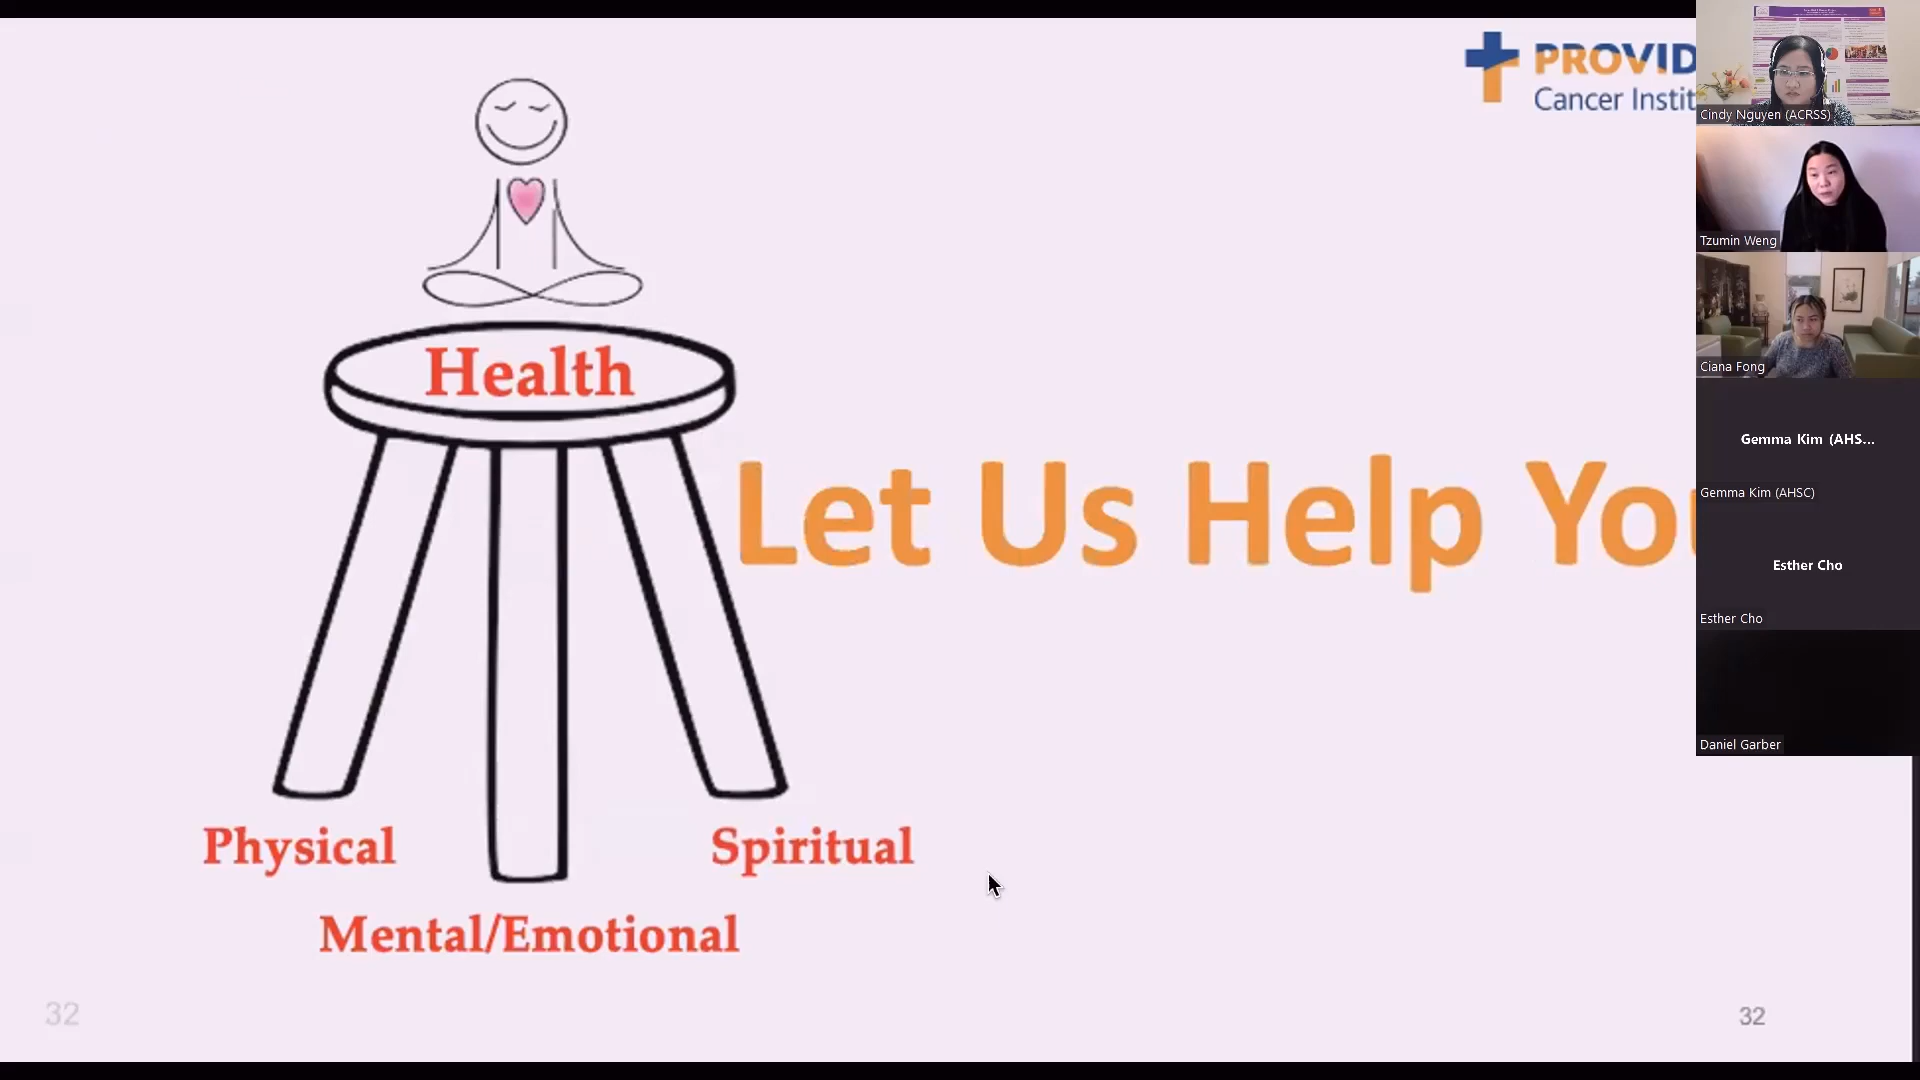 PROVID
Cancer Instit
Health
Let Us Help You
Physical
Spiritual
Mental/Emotional
32
32
Cindy Nguyen (ACRSS)
Tzumin Weng
Ciana Fong
Gemma Kim (AHS...
Gemma Kim (AHSC)
Esther Cho
Esther Cho
Daniel Garber